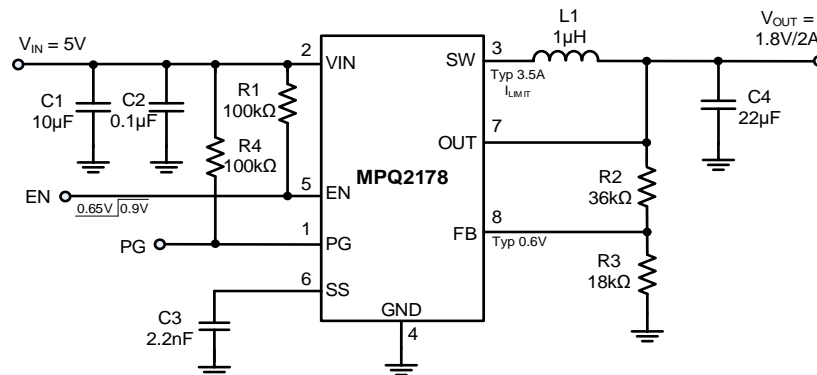 V_IN = 5V
C1
10µF
C2
0.1µF
R1
100kΩ
R4
100kΩ
EN
0.65V 0.9V
PG
C3
2.2nF
2
VIN
5
EN
1
PG
6
SS
MPQ2178
GND
4
SW
3
Typ 3.5A
I_LIMIT
OUT
7
FB
8
Typ 0.6V
L1
1µH
R2
36kΩ
R3
18kΩ
C4
22µF
V_OUT =
1.8V/2A